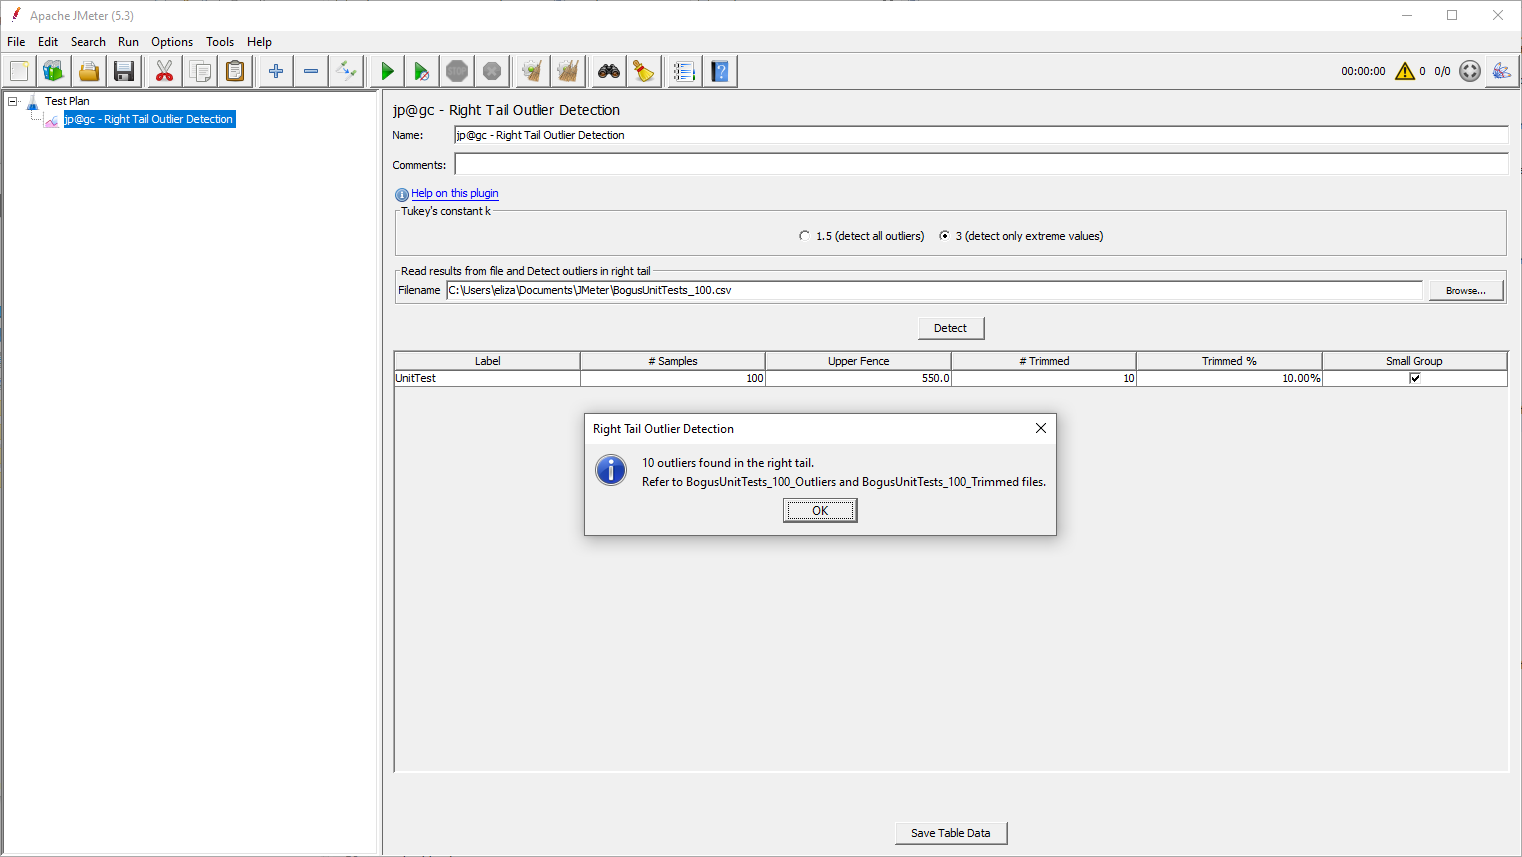 Apache JMeter (5.3)
File Edit Search Run Options Tools Help
STOP 00:00:00 0 0/0
Test Plan
jp@gc - Right Tail Outlier Detection
jp@gc - Right Tail Outlier Detection
Name: jp@gc - Right Tail Outlier Detection
Comments:
Help on this plugin
Tukey's constant k
1.5 (detect all outliers) 3 (detect only extreme values)
Read results from file and Detect outliers in right tail
Filename C:\Users\eliza\Documents\JMeter\BogusUnitTests_100.csv Browse...
Detect
Label # Samples Upper Fence # Trimmed Trimmed % Small Group
UnitTest 100 550.0 10 10.00%
Right Tail Outlier Detection
10 outliers found in the right tail.
Refer to BogusUnitTests_100_Outliers and BogusUnitTests_100_Trimmed files.
OK
Save Table Data